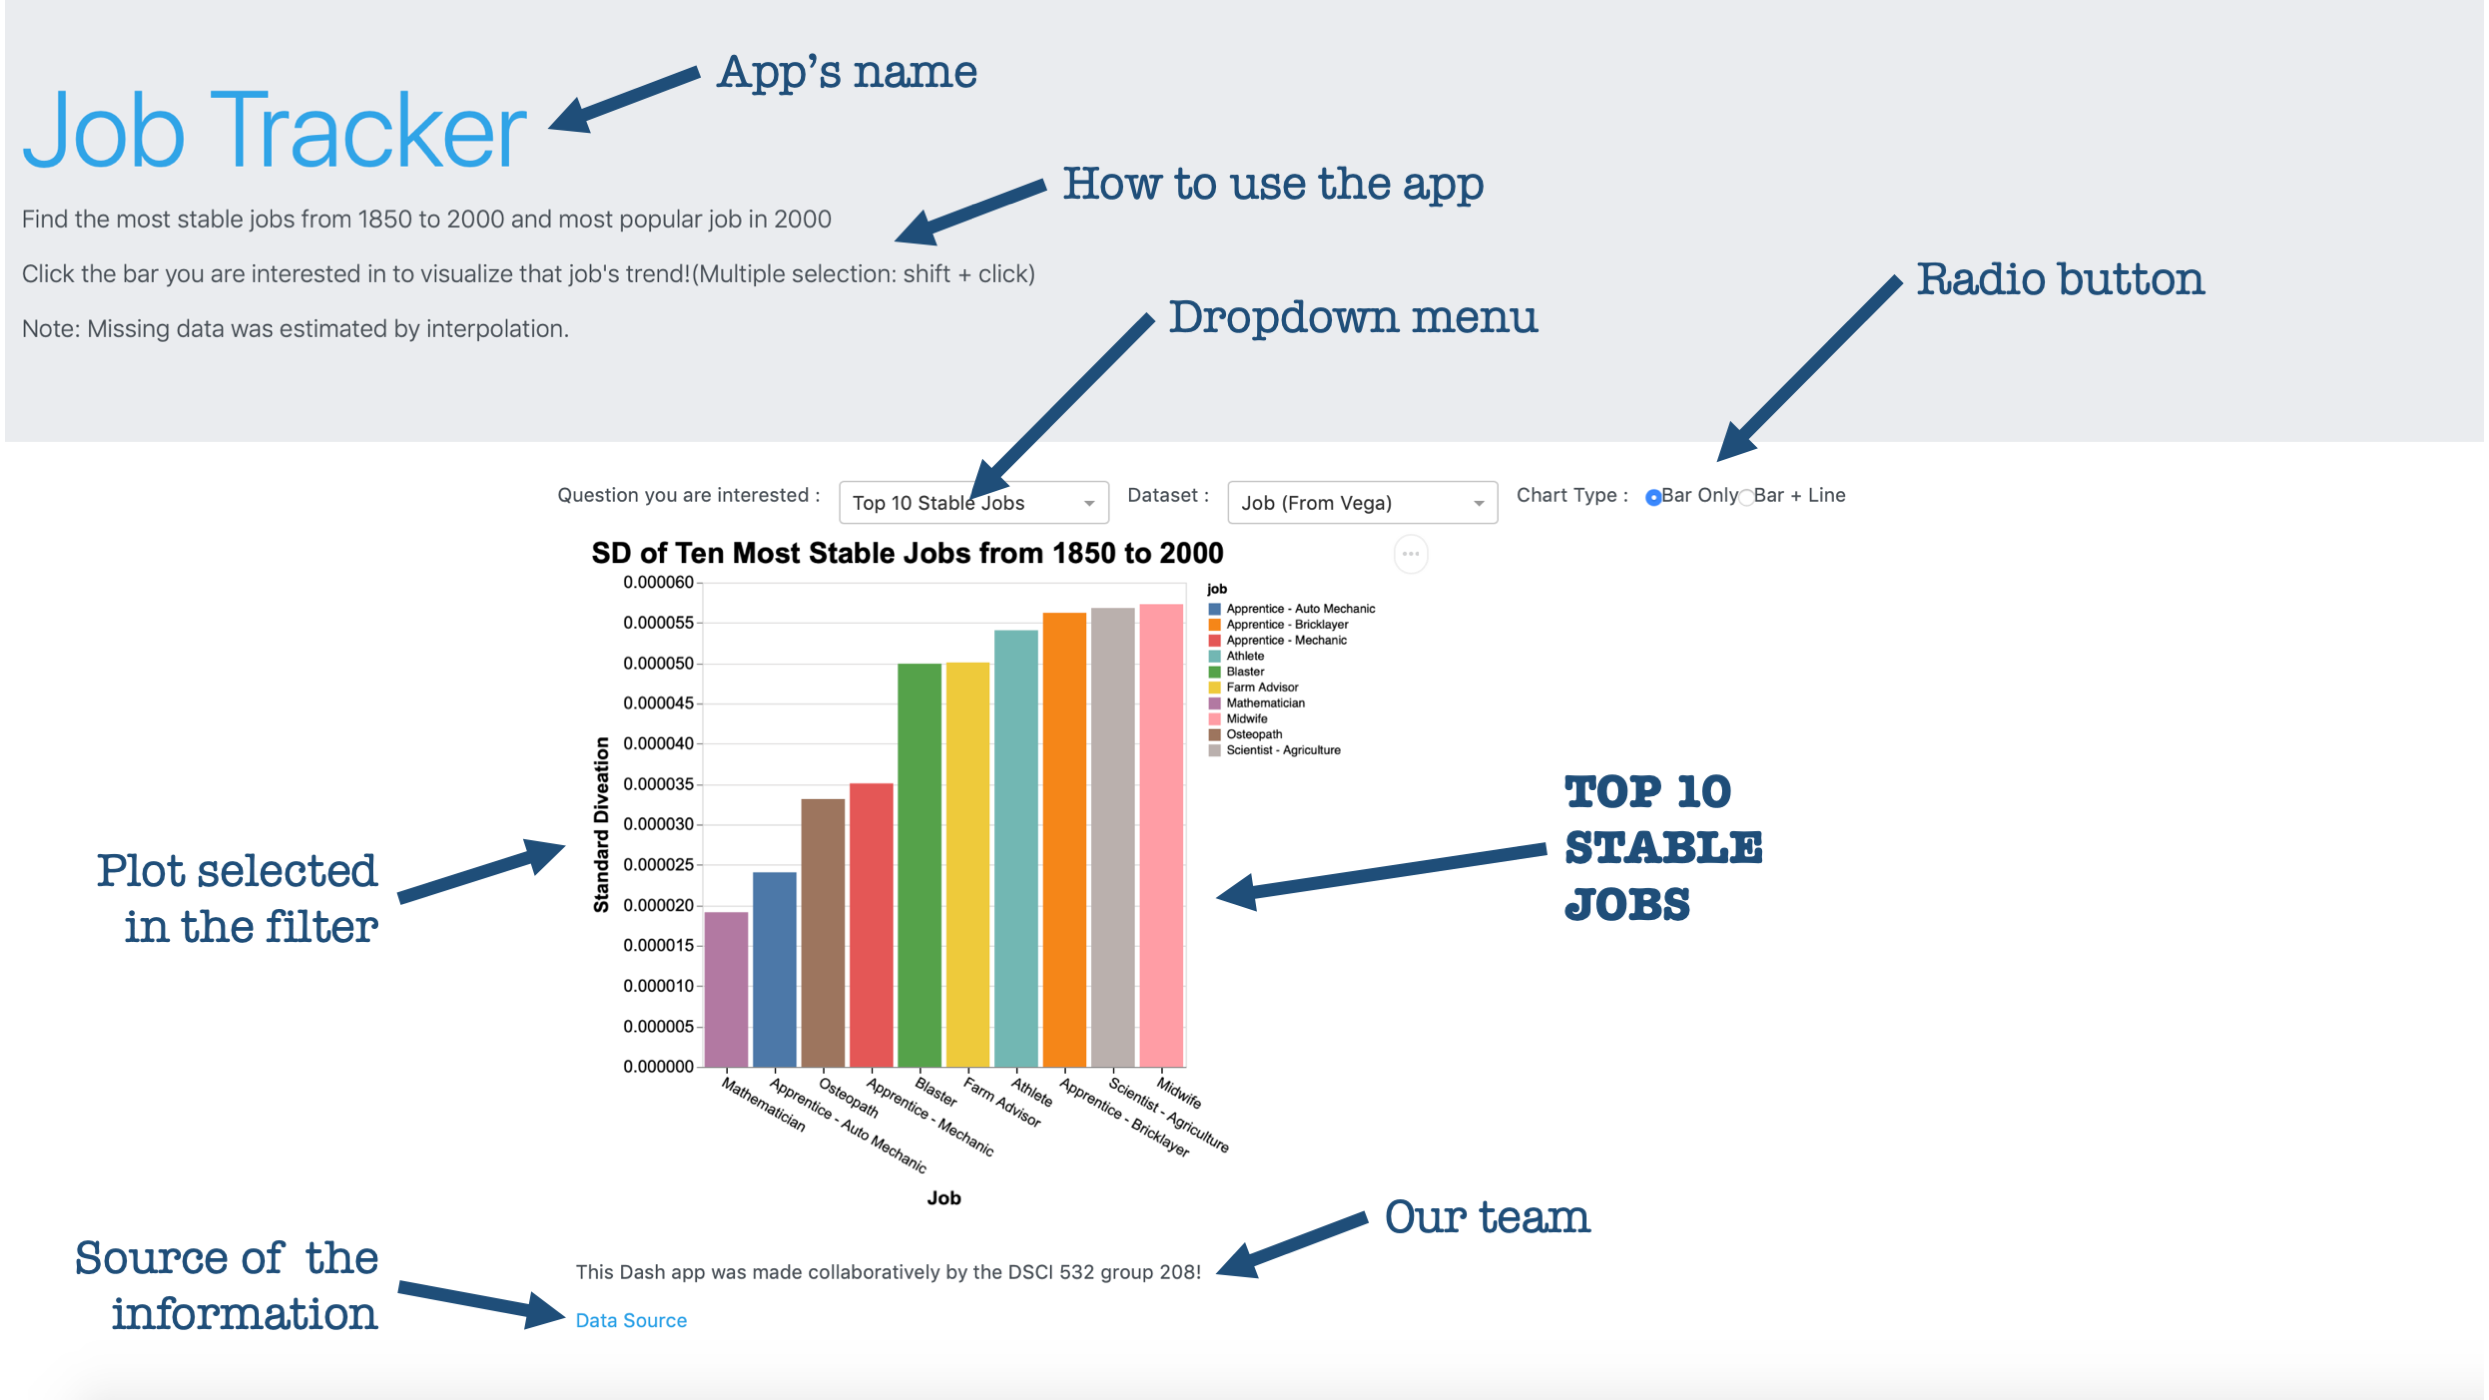 App's name
Job Tracker
How to use the app
Find the most stable jobs from 1850 to 2000 and most popular job in 2000
Click the bar you are interested in to visualize that job's trend!(Multiple selection: shift + click)
Radio button
Dropdown menu
Note: Missing data was estimated by interpolation.
Question you are interested :
Top 10 Stable Jobs
Dataset :
Job (From Vega)
Chart Type :
Bar Only
Bar + Line
SD of Ten Most Stable Jobs from 1850 to 2000
0.000060
0.000055
0.000050
0.000045
0.000040
0.000035
0.000030
0.000025
0.000020
0.000015
0.000010
0.000005
0.000000
Standard Diveation
job
Apprentice - Auto Mechanic
Apprentice - Bricklayer
Apprentice - Mechanic
Athlete
Blaster
Farm Advisor
Mathematician
Midwife
Osteopath
Scientist - Agriculture
TOP 10
STABLE
JOBS
Plot selected
in the filter
Mathematician
Apprentice - Auto Mechanic
Osteopath
Apprentice - Mechanic
Blaster
Farm Advisor
Athlete
Apprentice - Bricklayer
Scientist - Agriculture
Midwife
Job
Our team
Source of the
information
This Dash app was made collaboratively by the DSCI 532 group 208!
Data Source